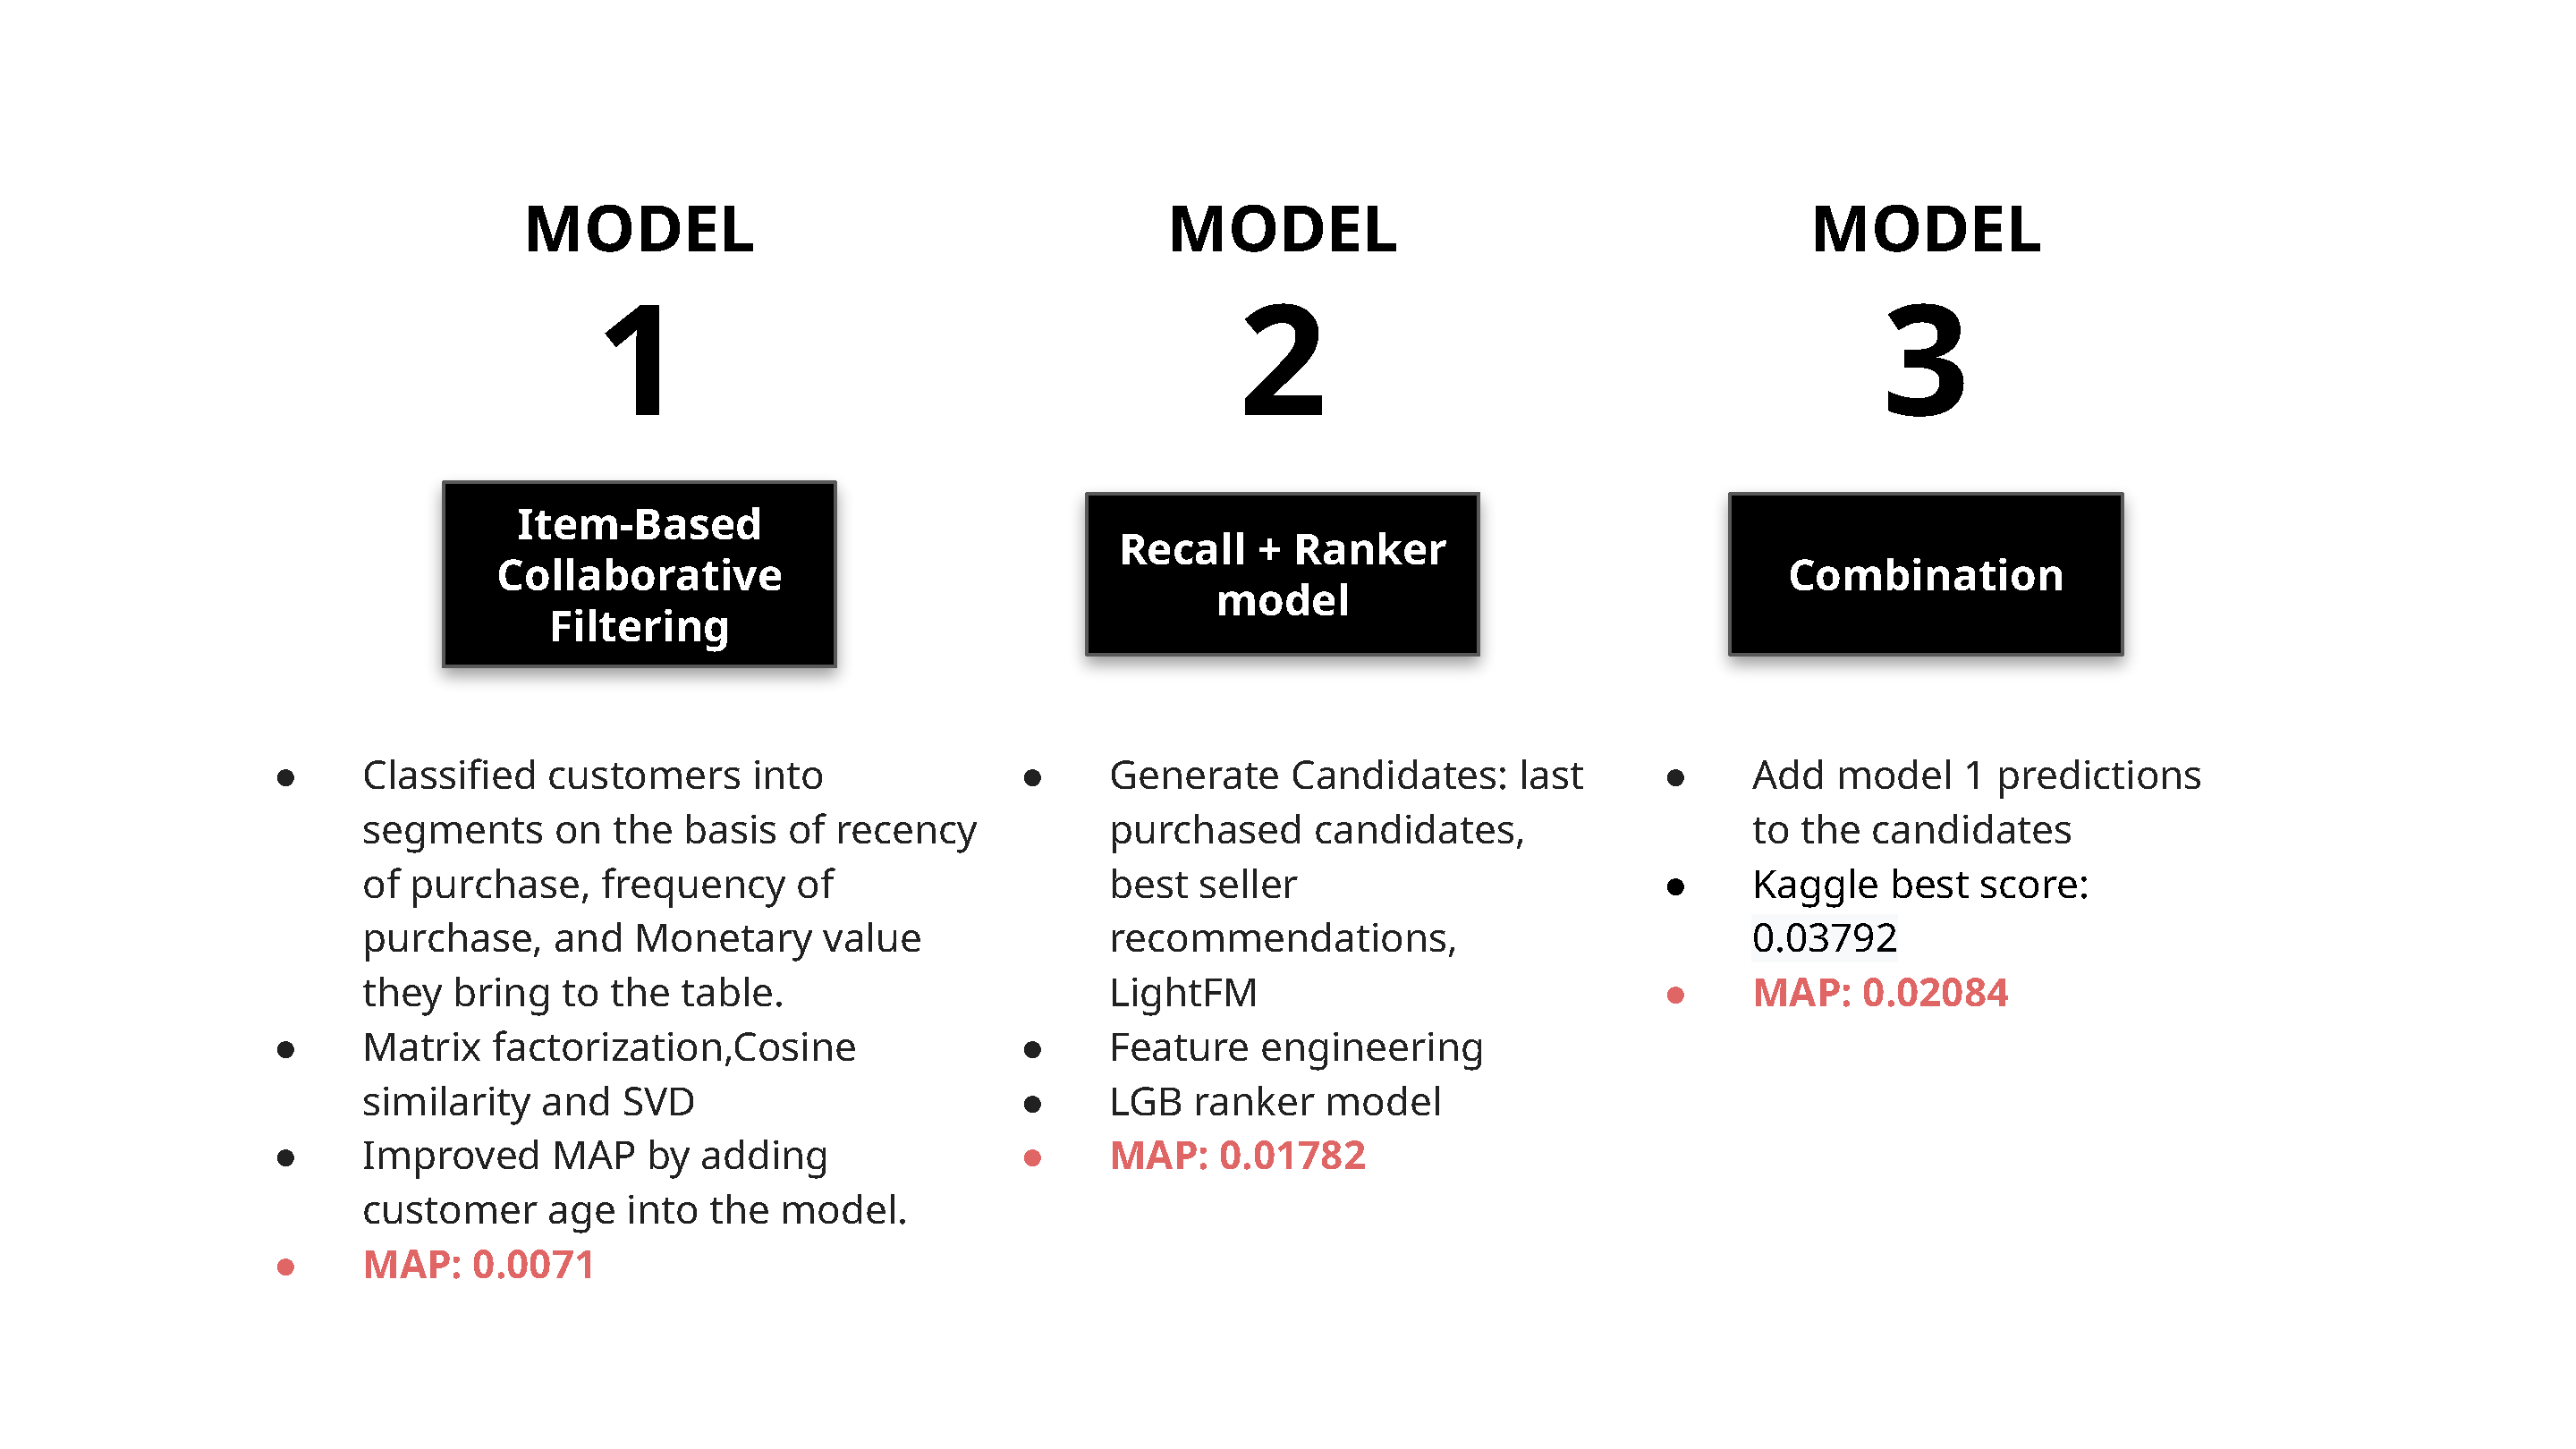 MODEL
1
Item-Based
Collaborative
Filtering
● Classified customers into
segments on the basis of recency
of purchase, frequency of
purchase, and Monetary value
they bring to the table.
● Matrix factorization,Cosine
similarity and SVD
● Improved MAP by adding
customer age into the model.
● MAP: 0.0071
MODEL
2
Recall + Ranker
model
● Generate Candidates: last
purchased candidates,
best seller
recommendations,
LightFM
● Feature engineering
● LGB ranker model
● MAP: 0.01782
MODEL
3
Combination
● Add model 1 predictions
to the candidates
● Kaggle best score:
0.03792
● MAP: 0.02084